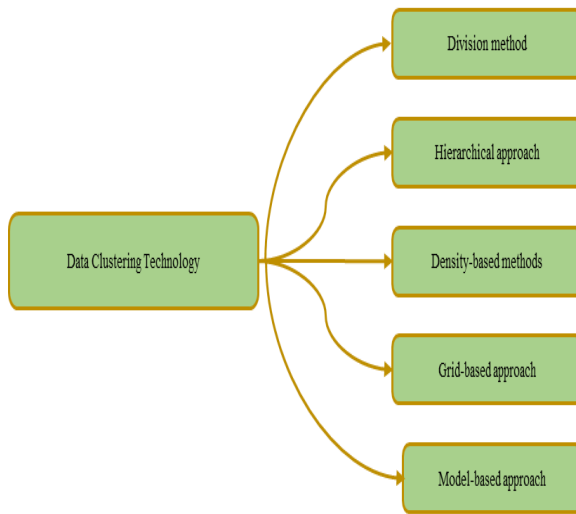 Division method
Hierarchical approach
Data Clustering Technology
Density-based methods
Grid-based approach
Model-based approach